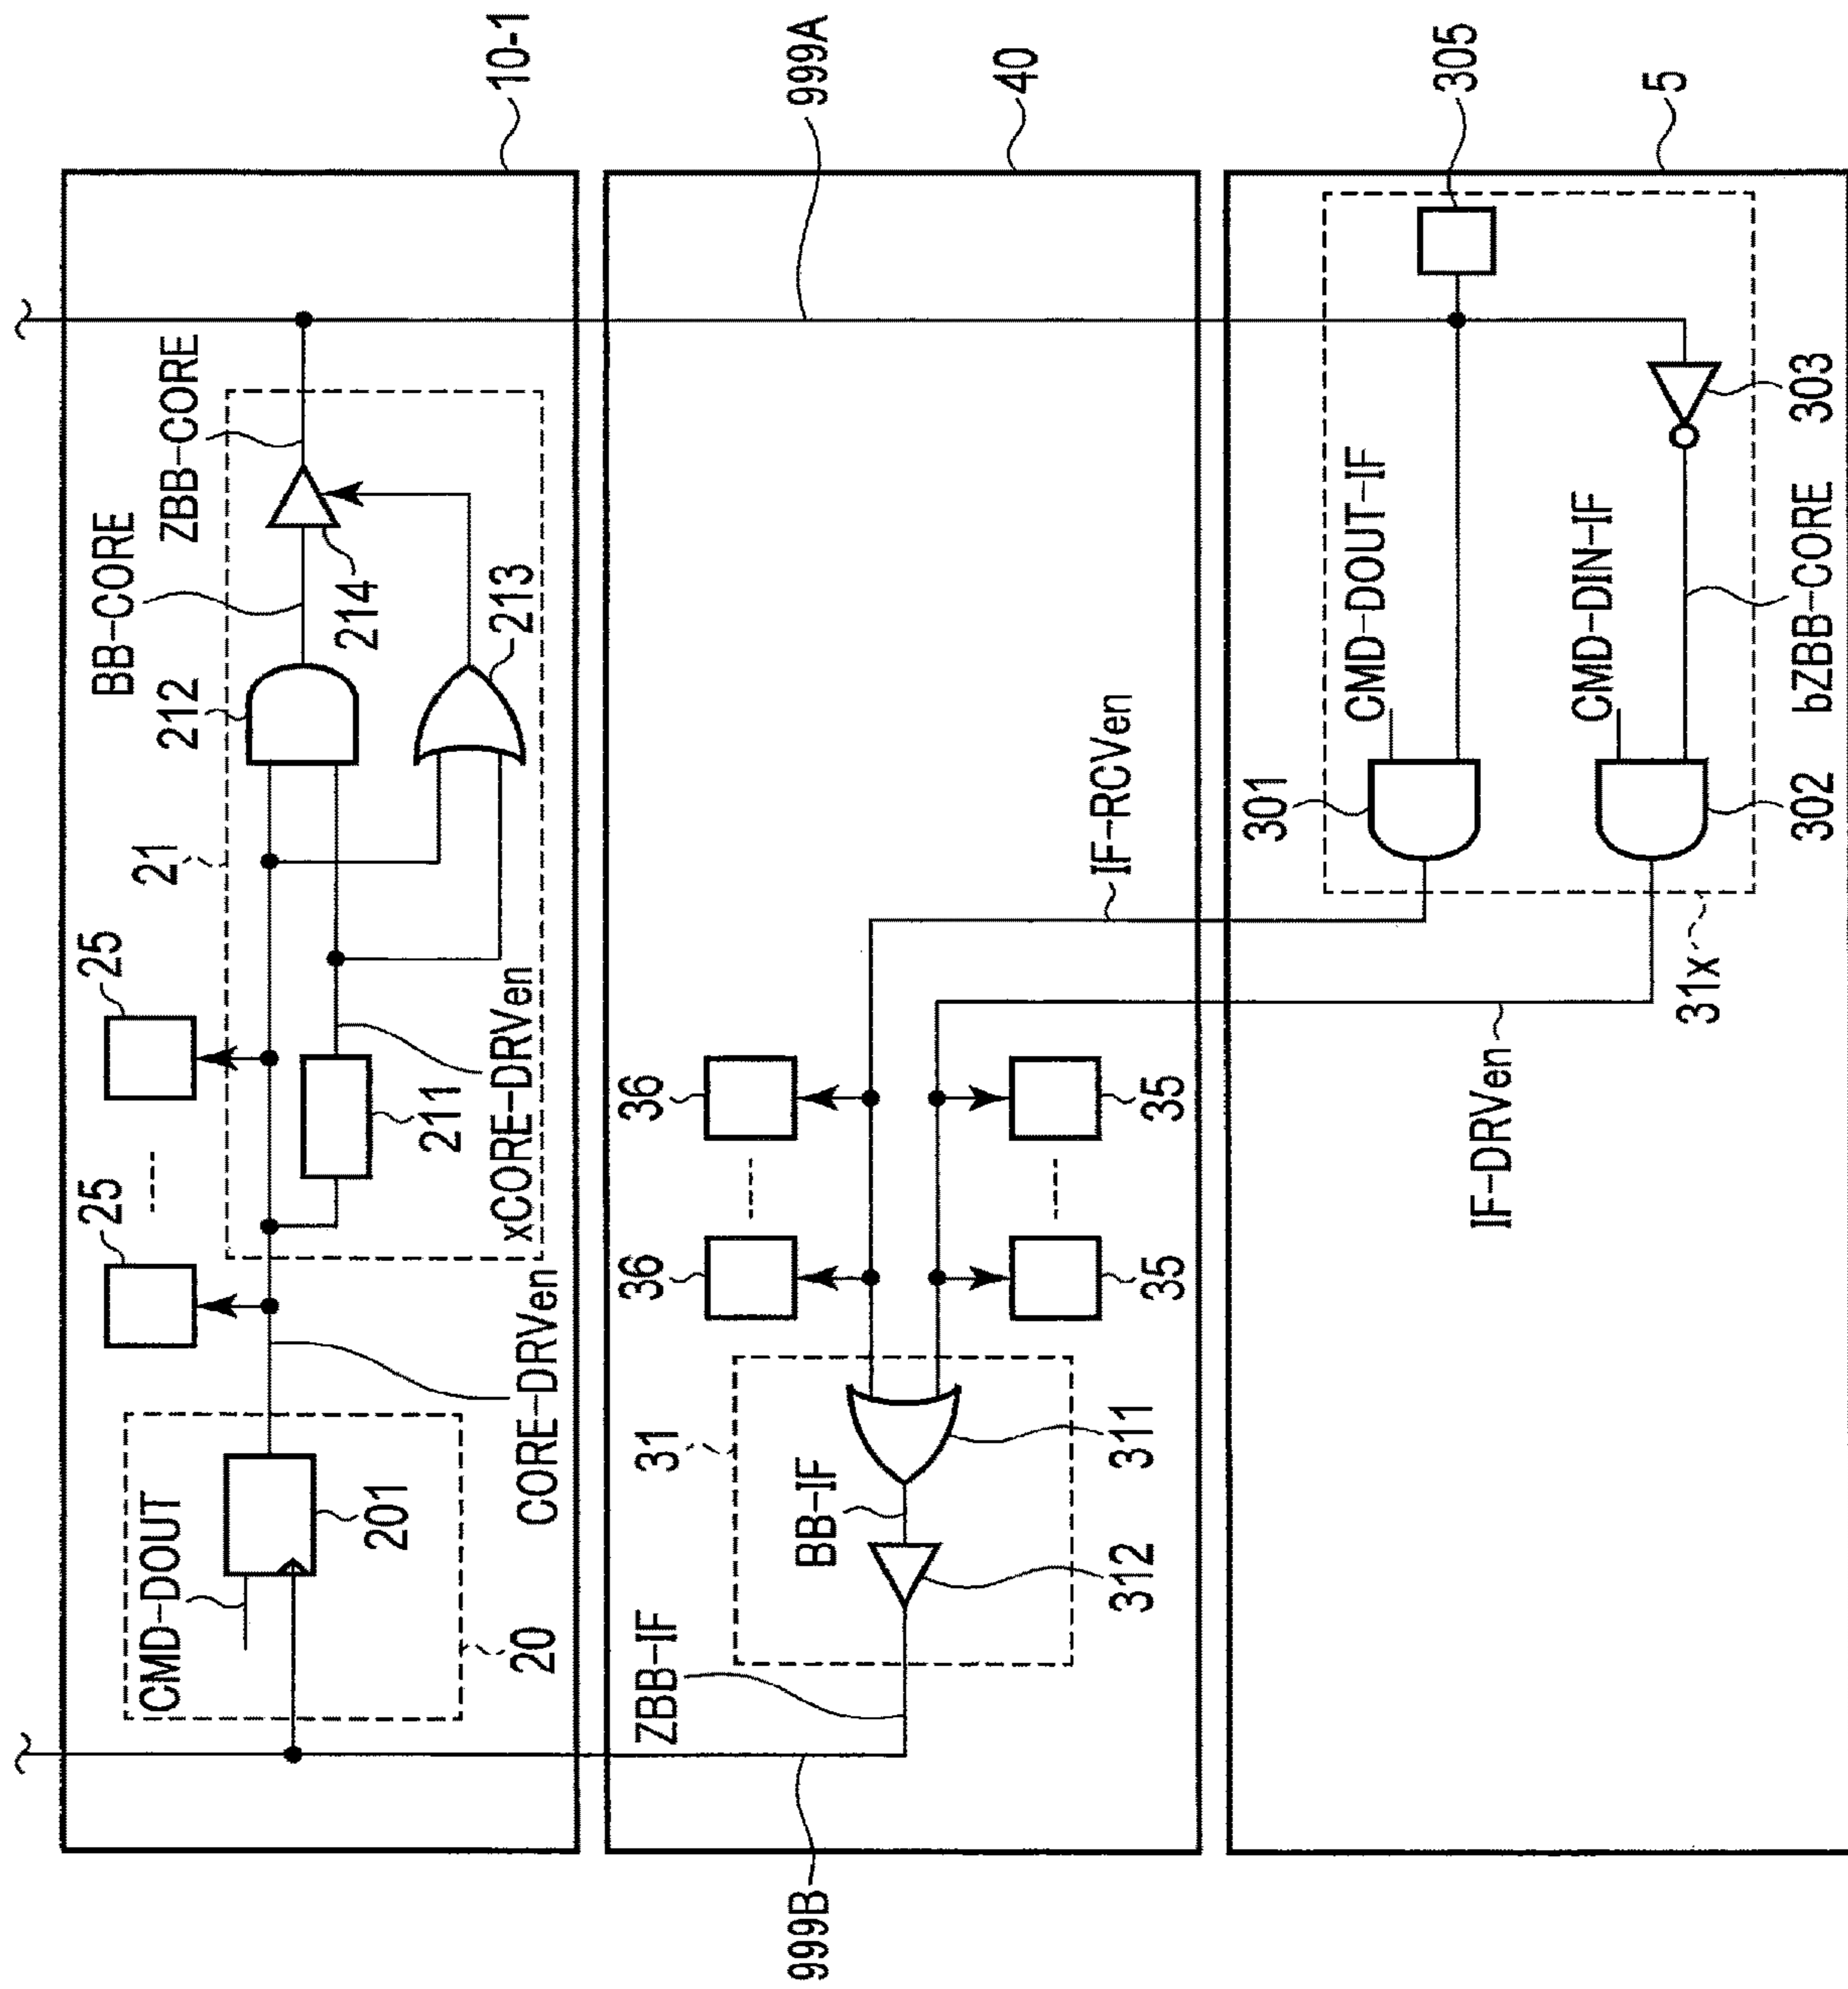 10-1
999A
40
305
5
ZBB-CORE
BB-CORE
214
213
212
21
25
25
211
xCORE-DRVen
CORE-DRVen
CMD-DOUT
201
20
IF-RCVen
36
36
35
35
31
BB-IF
311
312
ZBB-IF
999B
CMD-DOUT-IF
CMD-DIN-IF
303
bZBB-CORE
301
302
31x
IF-DRVen